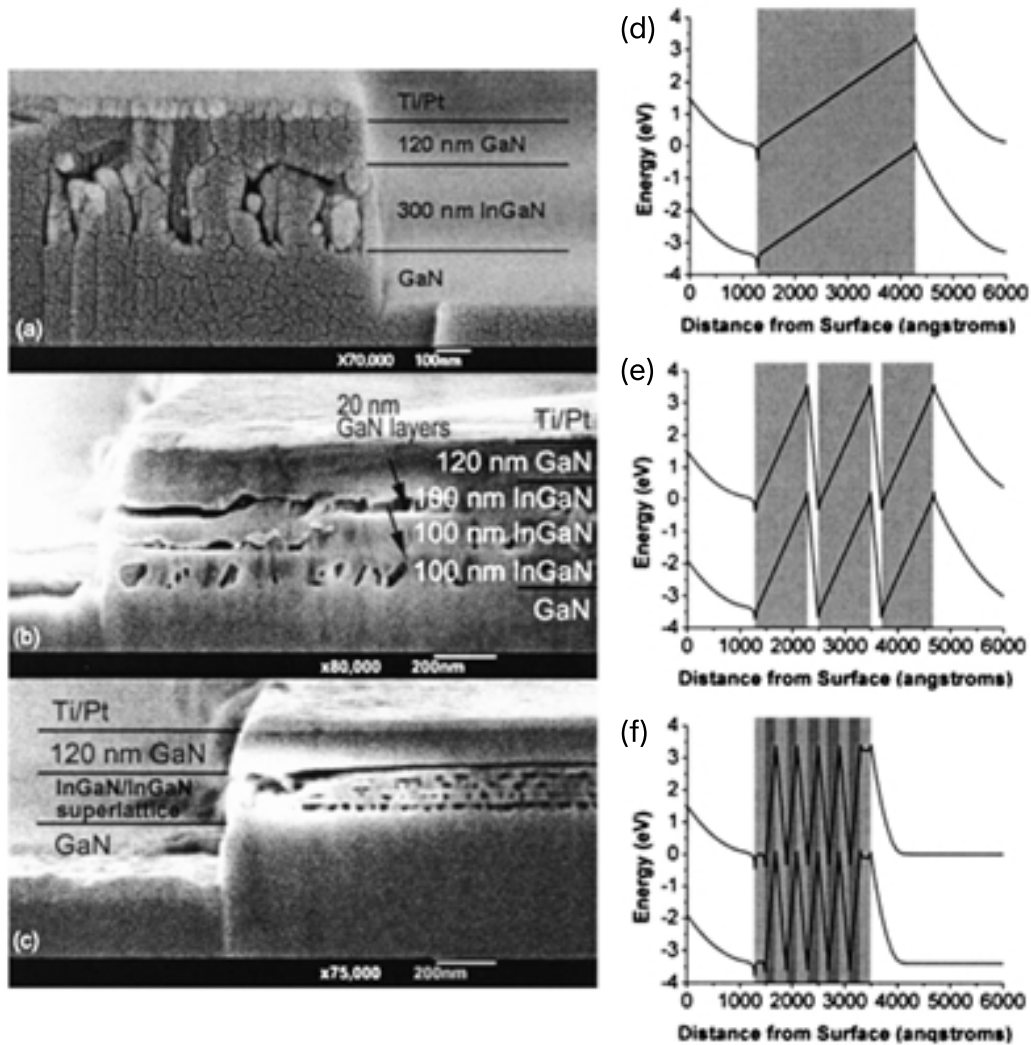 Ti/Pt
120 nm GaN
300 nm InGaN
GaN
(a)
X70,000 100nm
20 nm
GaN layers
Ti/Pt
120 nm GaN
100 nm InGaN
100 nm InGaN
100 nm InGaN
GaN
(b)
x80,000 200nm
Ti/Pt
120 nm GaN
InGaN/InGaN
superlattice
GaN
(c)
x75,000 200nm
(d)
4
3
2
1
0
-1
-2
-3
-4
Energy (eV)
0 1000 2000 3000 4000 5000 6000
Distance from Surface (angstroms)
(e)
4
3
2
1
0
-1
-2
-3
-4
Energy (eV)
0 1000 2000 3000 4000 5000 6000
Distance from Surface (angstroms)
(f)
4
3
2
1
0
-1
-2
-3
-4
Energy (eV)
0 1000 2000 3000 4000 5000 6000
Distance from Surface (angstroms)